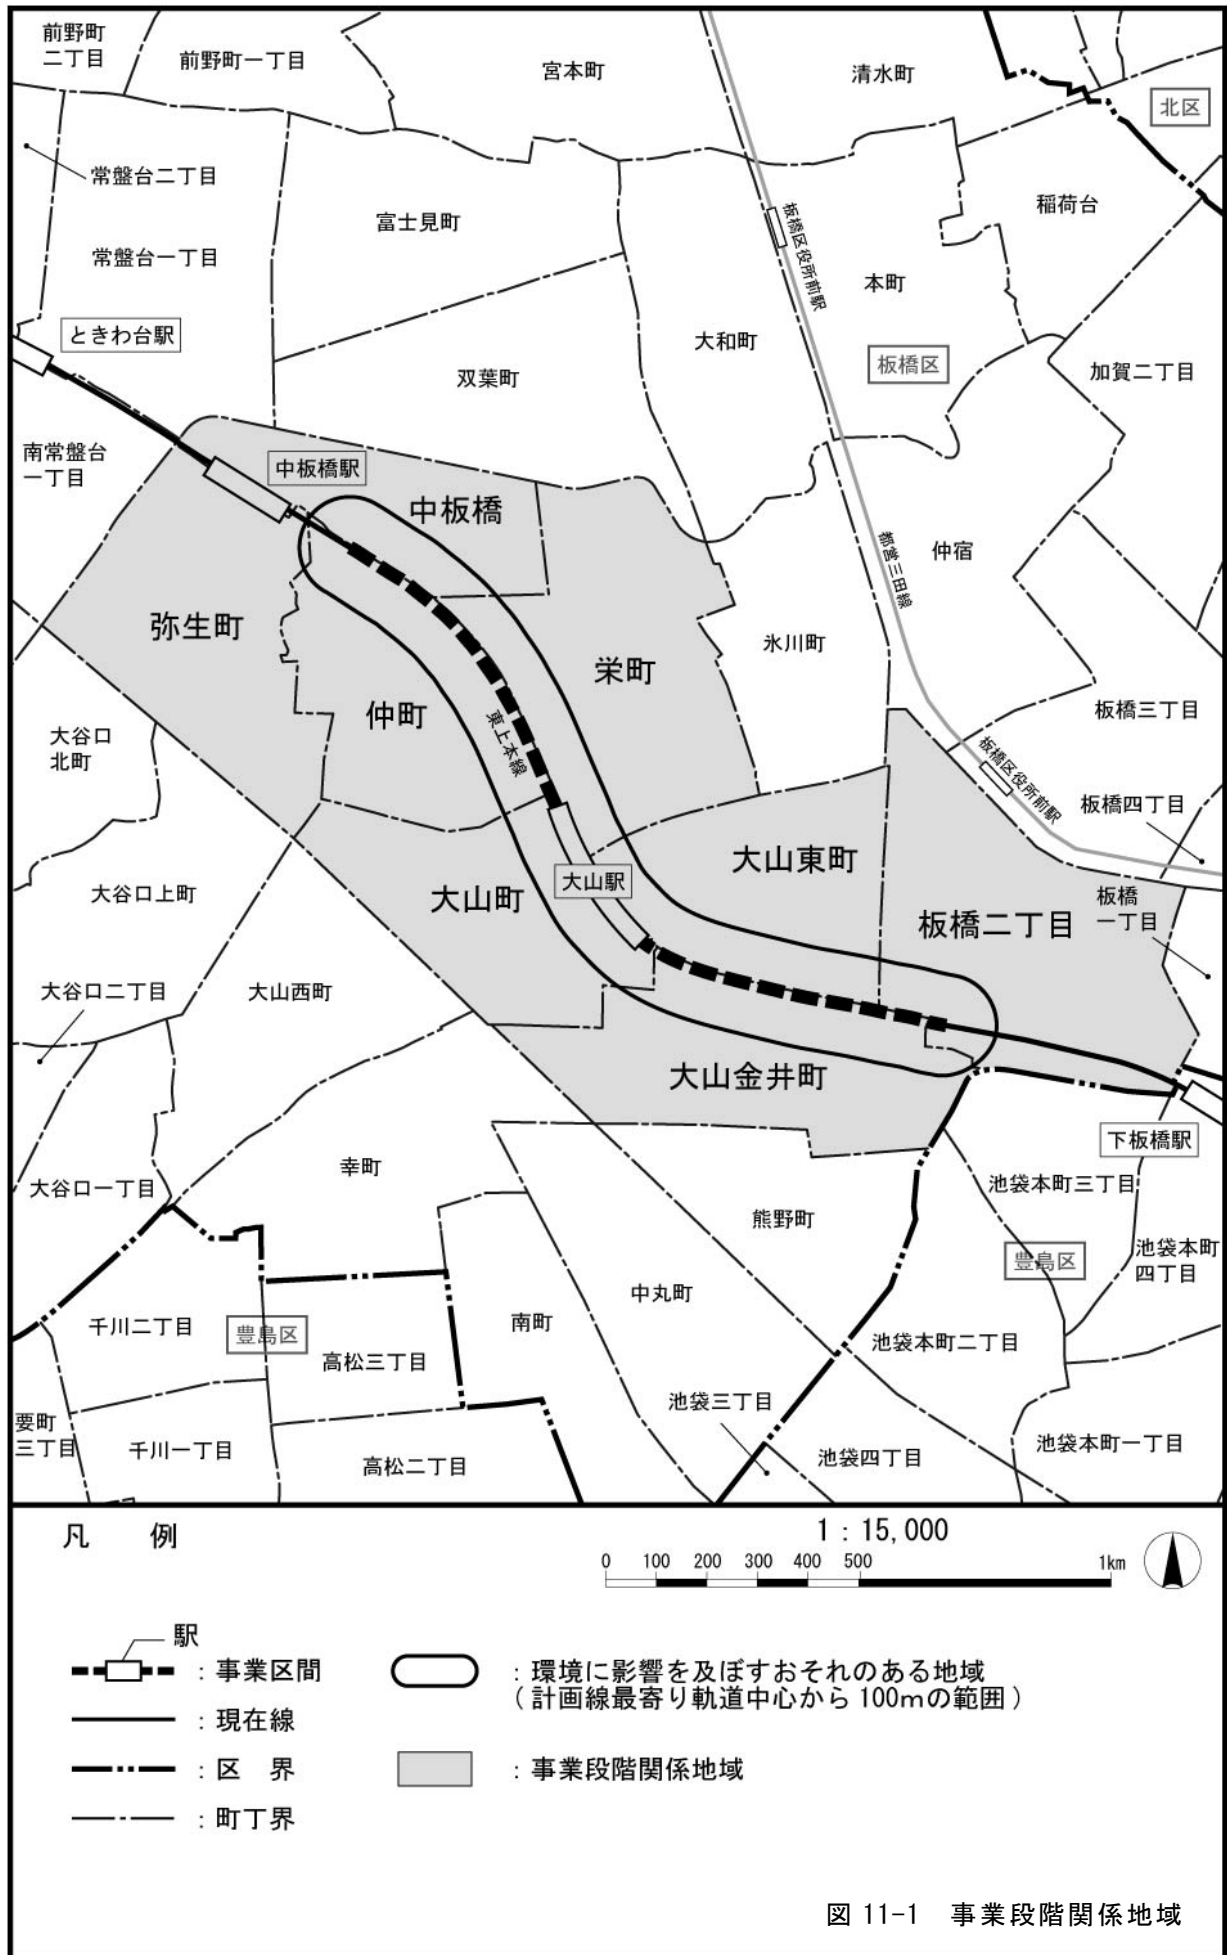 前野町
二丁目
前野町一丁目
宮本町
清水町
北区
常盤台二丁目
稲荷台
富士見町
板橋区役所前駅
常盤台一丁目
本町
ときわ台駅
大和町
板橋区
双葉町
加賀二丁目
南常盤台
一丁目
中板橋駅
中板橋
都営三田線
仲宿
弥生町
氷川町
栄町
仲町
東上本線
板橋三丁目
大谷口
北町
板橋区役所前駅
板橋四丁目
大山東町
大山駅
大山町
大谷口上町
板橋二丁目
板橋
一丁目
大谷口二丁目
大山西町
大山金井町
下板橋駅
幸町
大谷口一丁目
池袋本町三丁目
熊野町
池袋本町
四丁目
豊島区
中丸町
千川二丁目
豊島区
南町
高松三丁目
池袋本町二丁目
池袋三丁目
要町
三丁目
千川一丁目
高松二丁目
池袋四丁目
池袋本町一丁目
凡　例
1：15,000
0 100 200 300 400 500 1km
駅
：事業区間
：環境に影響を及ぼすおそれのある地域
（計画線最寄り軌道中心から100mの範囲）
：現在線
：区　界
：事業段階関係地域
：町丁界
図 11-1　事業段階関係地域